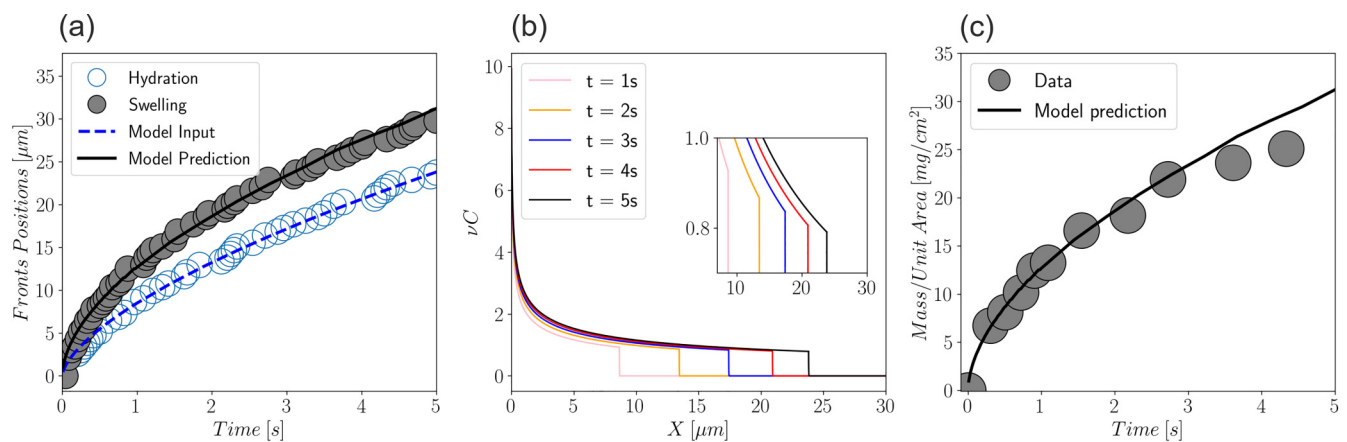 (a)
Fronts Positions [μm]
35
30
25
20
15
10
5
0
Hydration
Swelling
Model Input
Model Prediction
0 1 2 3 4 5
Time [s]
(b)
νC
10
8
6
4
2
0
t = 1s
t = 2s
t = 3s
t = 4s
t = 5s
1.0
0.8
10 20 30
0 5 10 15 20 25 30
X [μm]
(c)
Mass/Unit Area [mg/cm²]
35
30
25
20
15
10
5
0
Data
Model prediction
0 1 2 3 4 5
Time [s]